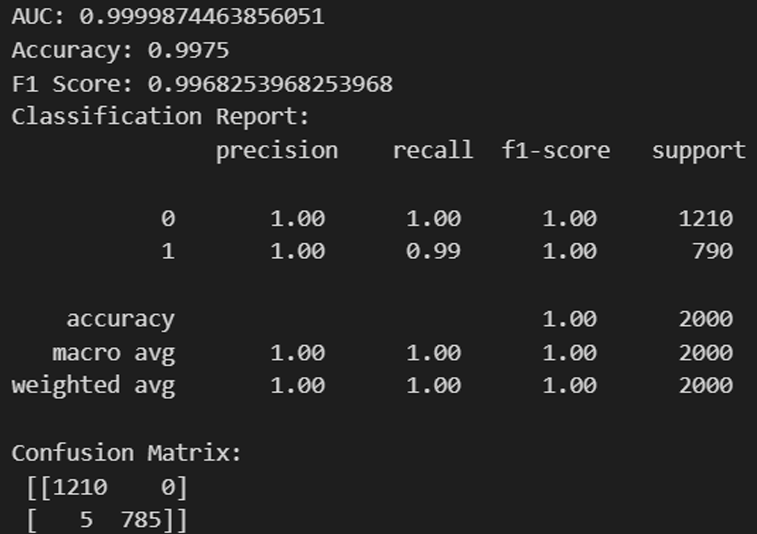 AUC: 0.9999874463856051
Accuracy: 0.9975
F1 Score: 0.9968253968253968
Classification Report:
              precision    recall  f1-score   support

           0       1.00      1.00      1.00      1210
           1       1.00      0.99      1.00       790

    accuracy                           1.00      2000
   macro avg       1.00      1.00      1.00      2000
weighted avg       1.00      1.00      1.00      2000

Confusion Matrix:
 [[1210    0]
 [   5  785]]